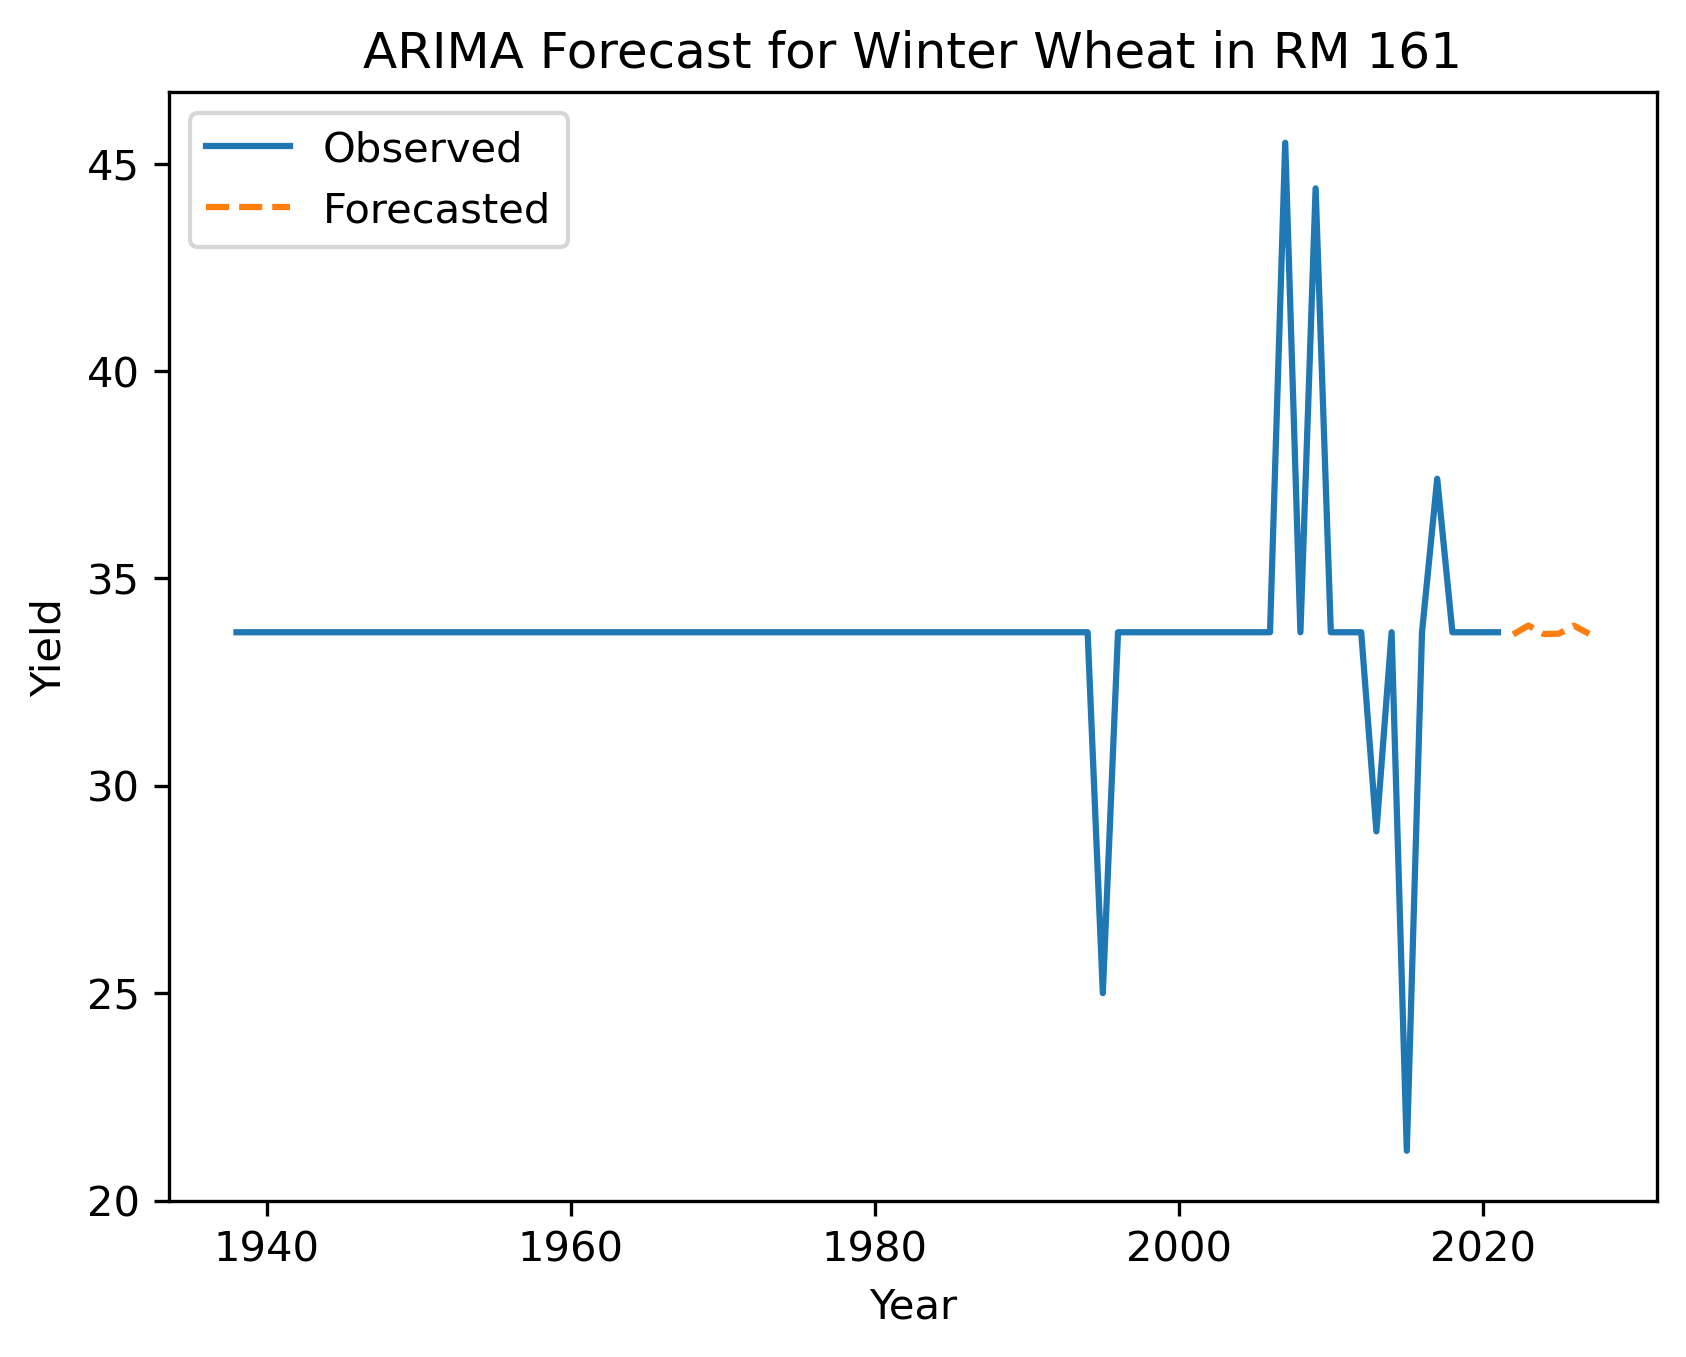 ARIMA Forecast for Winter Wheat in RM 161
Observed
Forecasted
45
40
35
30
25
20
Yield
1940 1960 1980 2000 2020
Year